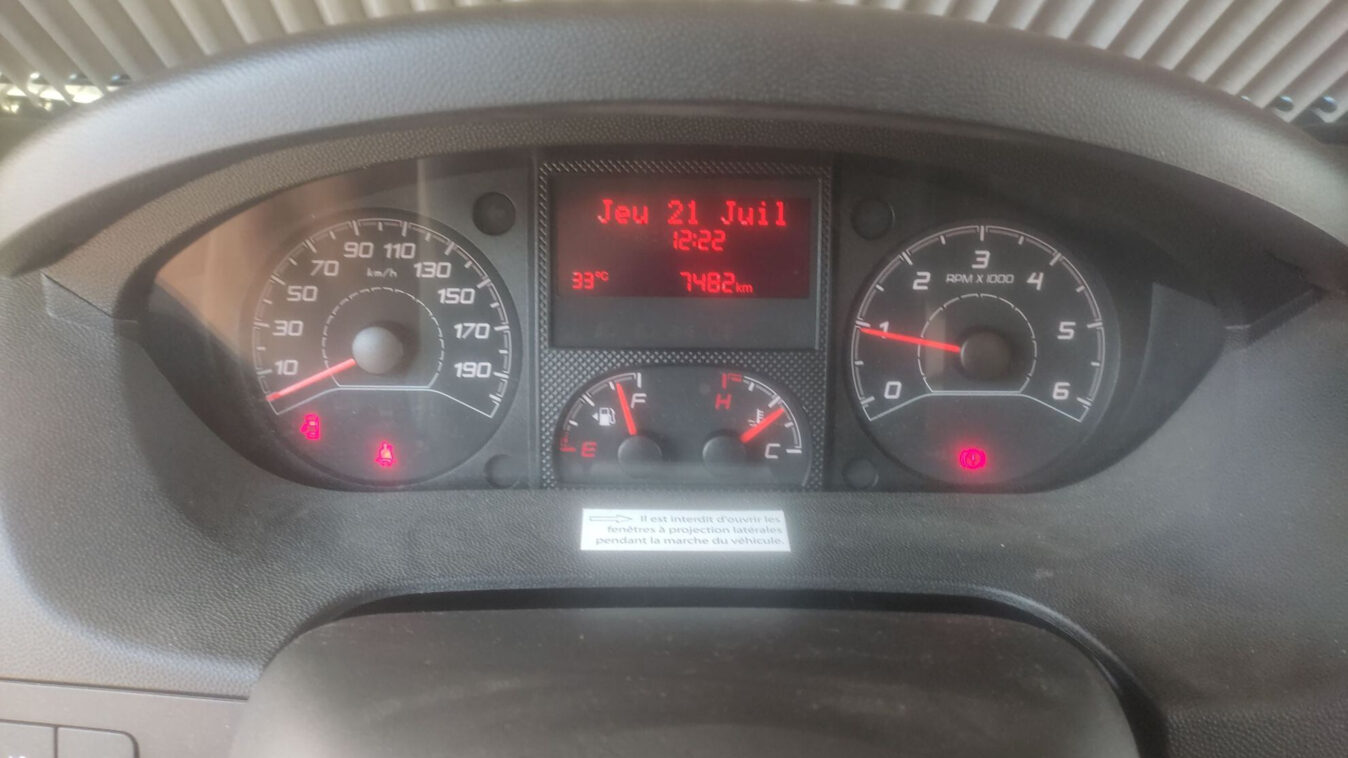 Jeu 21 Juil
12:22
33°C 7482km
10 30 50 70 90 110 130 150 170 190
km/h
0 1 2 3 4 5 6
RPM X 1000
E F
H C
Il est interdit d'ouvrir les
fenêtres à projection latérales
pendant la marche du véhicule.